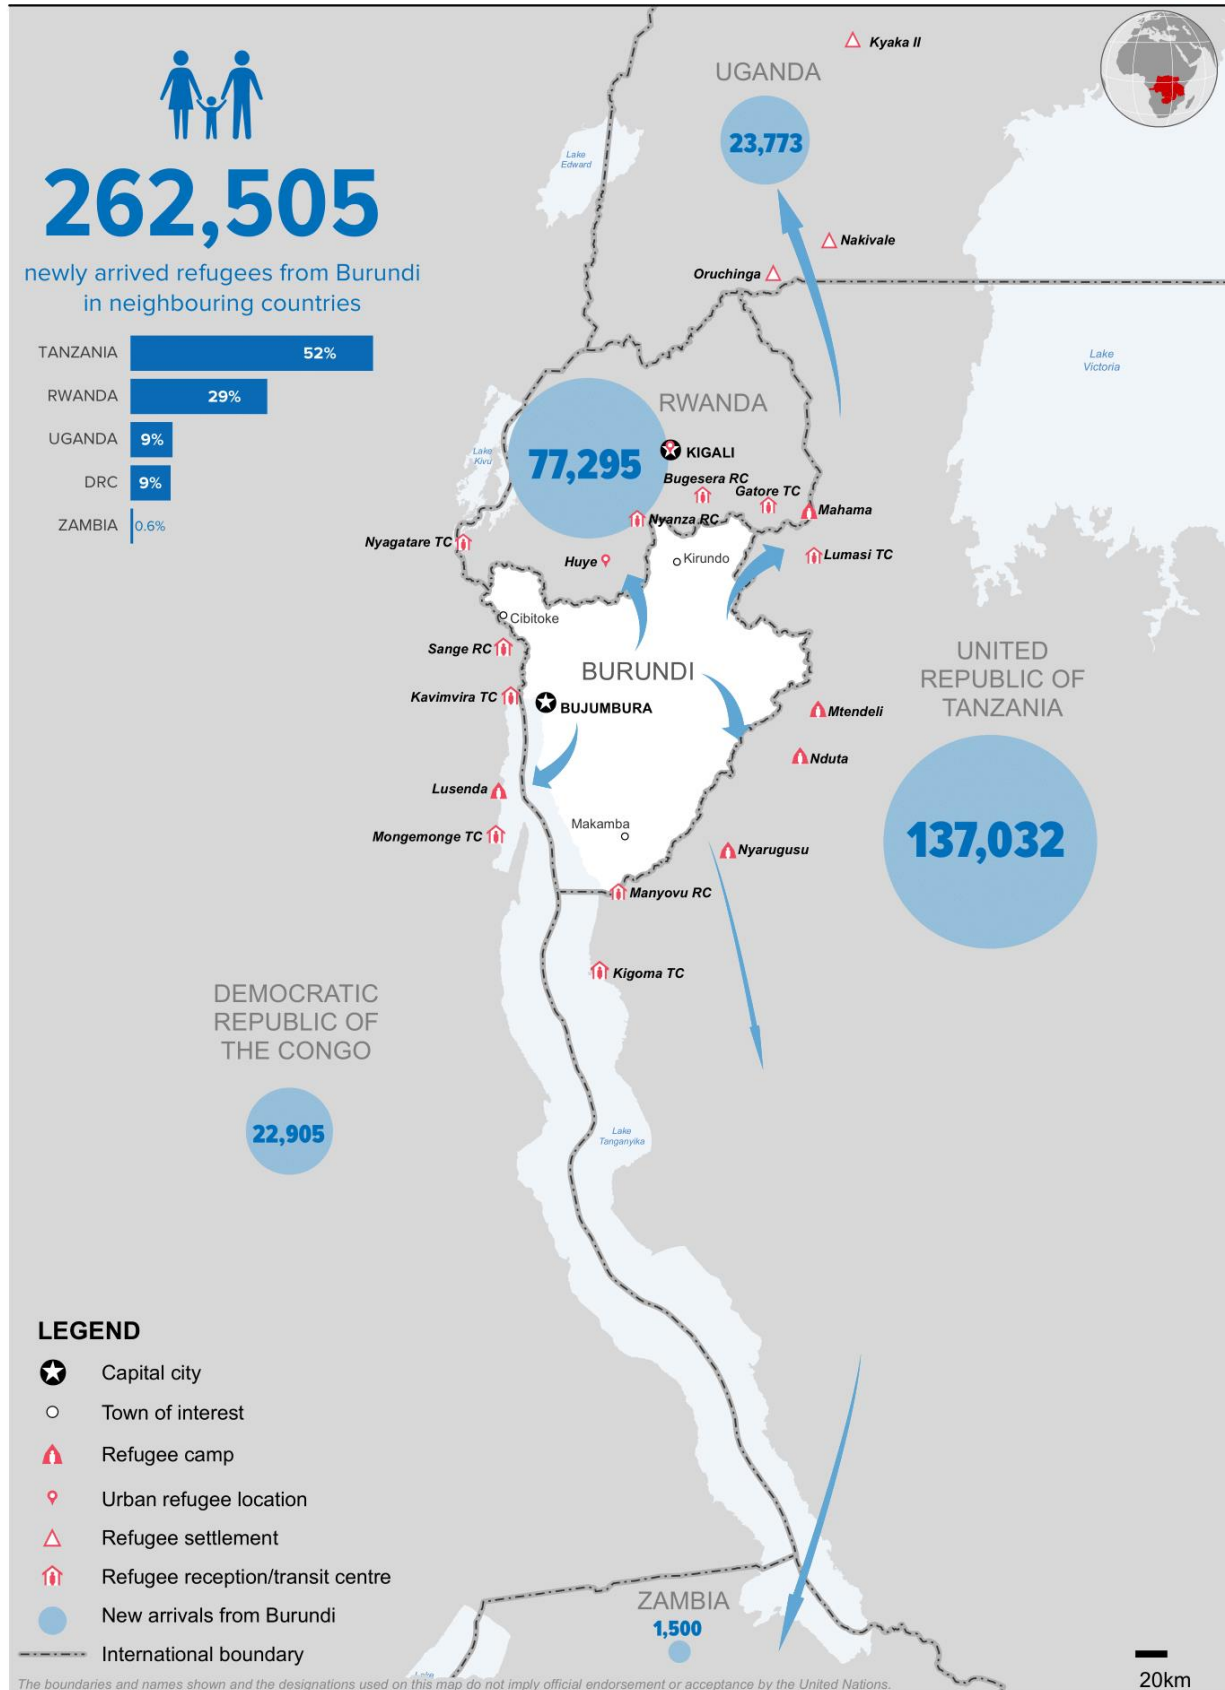 262,505
newly arrived refugees from Burundi
in neighbouring countries
TANZANIA 52%
RWANDA 29%
UGANDA 9%
DRC 9%
ZAMBIA 0.6%
Kyaka II
UGANDA
23,773
Lake
Edward
Nakivale
Oruchinga
Lake
Victoria
RWANDA
77,295
KIGALI
Lake
Kivu
Bugesera RC
Gatore TC
Mahama
Nyanza RC
Nyagatare TC
Huye
Kirundo
Lumasi TC
Cibitoke
Sange RC
BURUNDI
UNITED
REPUBLIC OF
TANZANIA
137,032
Kavimvira TC
BUJUMBURA
Mtendeli
Nduta
Lusenda
Mongemonge TC
Makamba
Nyarugusu
Manyovu RC
Kigoma TC
DEMOCRATIC
REPUBLIC OF
THE CONGO
22,905
Lake
Tanganyika
LEGEND
Capital city
Town of interest
Refugee camp
Urban refugee location
Refugee settlement
Refugee reception/transit centre
New arrivals from Burundi
International boundary
ZAMBIA
1,500
Lake
20km
The boundaries and names shown and the designations used on this map do not imply official endorsement or acceptance by the United Nations.